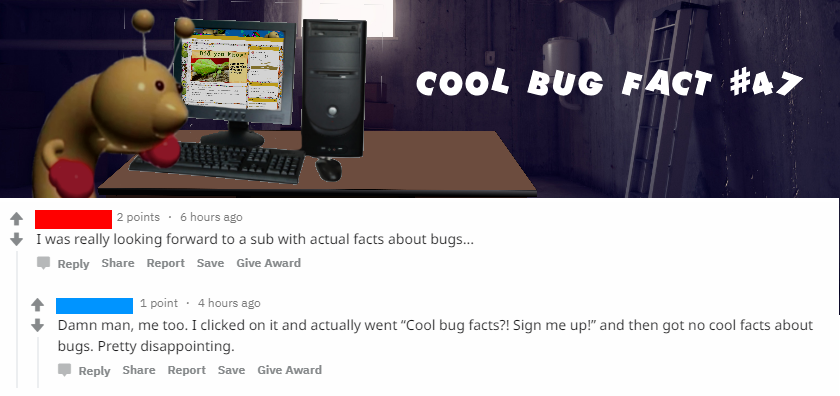 Did you know?
COOL BUG FACT #47
2 points · 6 hours ago
I was really looking forward to a sub with actual facts about bugs...
Reply Share Report Save Give Award
1 point · 4 hours ago
Damn man, me too. I clicked on it and actually went “Cool bug facts?! Sign me up!” and then got no cool facts about
bugs. Pretty disappointing.
Reply Share Report Save Give Award